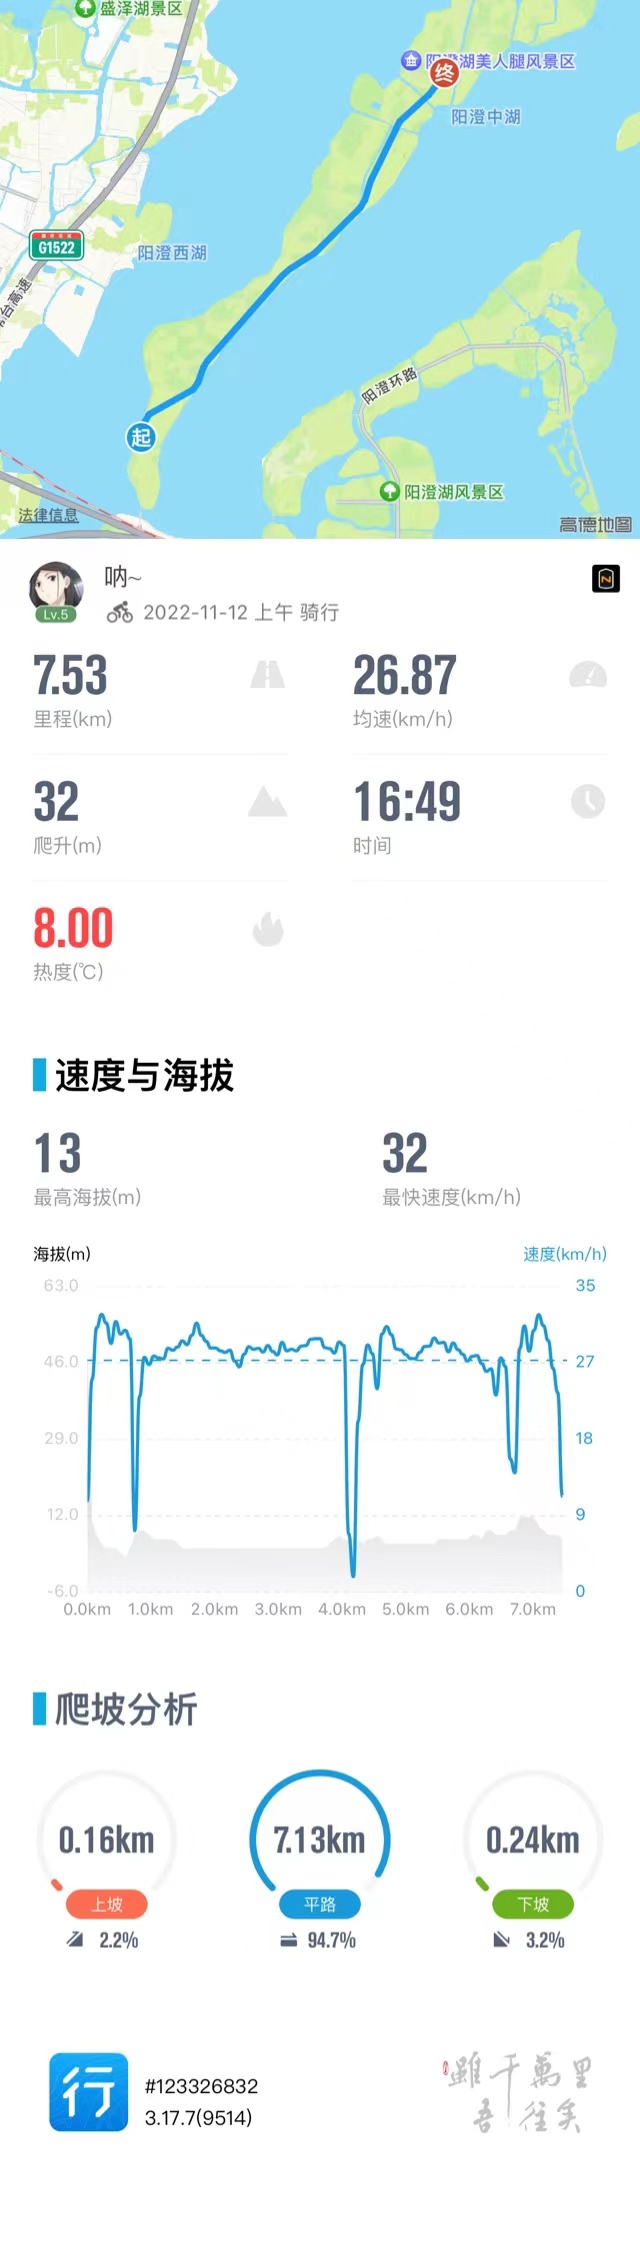 盛泽湖景区
阳澄湖美人腿风景区
终
阳澄中湖
G1522
阳澄西湖
常台高速
阳澄环路
起
阳澄湖风景区
法律信息
高德地图
呐~
Lv.5
2022-11-12 上午 骑行
7.53
26.87
里程(km)
均速(km/h)
32
16:49
爬升(m)
时间
8.00
热度(℃)
速度与海拔
13
32
最高海拔(m)
最快速度(km/h)
海拔(m)
速度(km/h)
63.0
35
46.0
27
29.0
18
12.0
9
-6.0
0
0.0km 1.0km 2.0km 3.0km 4.0km 5.0km 6.0km 7.0km
爬坡分析
0.16km
7.13km
0.24km
上坡
平路
下坡
2.2%
94.7%
3.2%
行
#123326832
3.17.7(9514)
雖千萬里
吾往矣